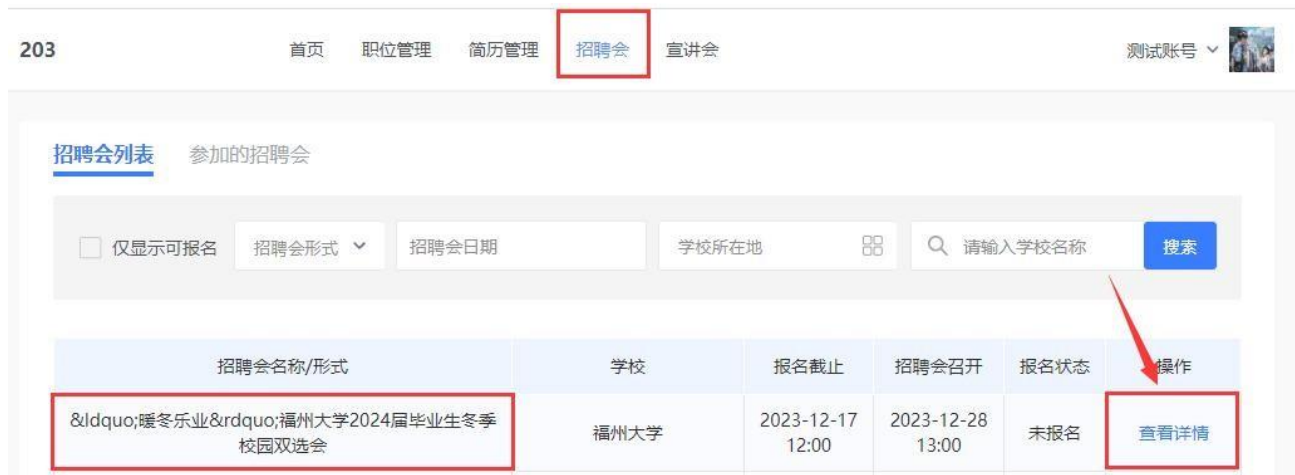 203 首页 职位管理 简历管理 招聘会 宣讲会 测试账号
招聘会列表 参加的招聘会
仅显示可报名 招聘会形式 招聘会日期 学校所在地 请输入学校名称 搜索
招聘会名称/形式 学校 报名截止 招聘会召开 报名状态 操作
&ldquo;暖冬乐业&rdquo;福州大学2024届毕业生冬季
校园双选会
福州大学
2023-12-17
12:00
2023-12-28
13:00
未报名
查看详情